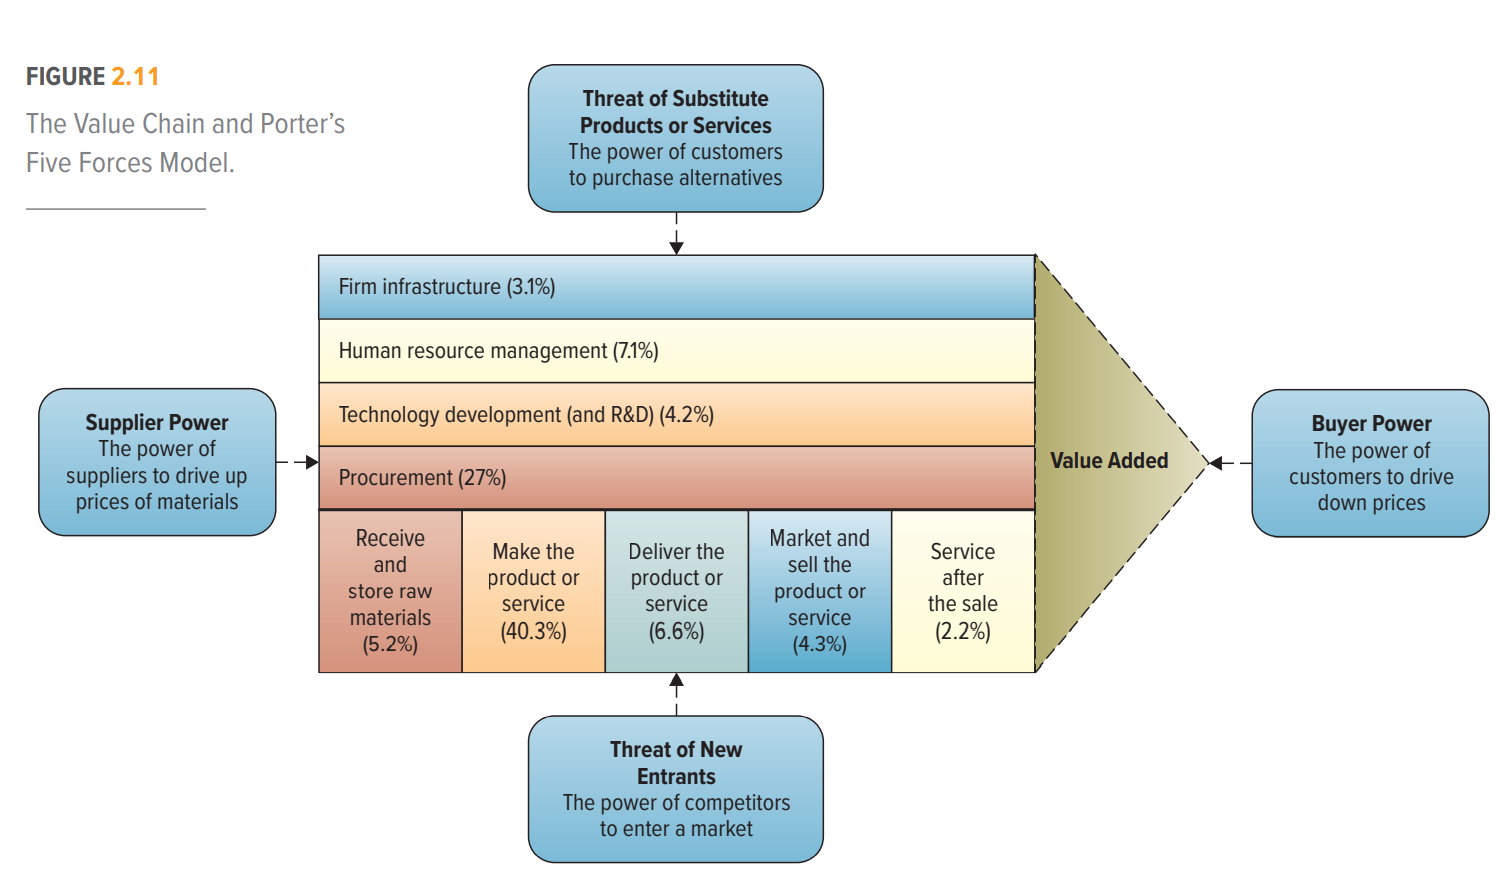 FIGURE 2.11
The Value Chain and Porter’s
Five Forces Model.
Threat of Substitute
Products or Services
The power of customers
to purchase alternatives
Firm infrastructure (3.1%)
Human resource management (7.1%)
Technology development (and R&D) (4.2%)
Procurement (27%)
Supplier Power
The power of
suppliers to drive up
prices of materials
Receive
and
store raw
materials
(5.2%)
Make the
product or
service
(40.3%)
Deliver the
product or
service
(6.6%)
Market and
sell the
product or
service
(4.3%)
Service
after
the sale
(2.2%)
Value Added
Buyer Power
The power of
customers to drive
down prices
Threat of New
Entrants
The power of competitors
to enter a market